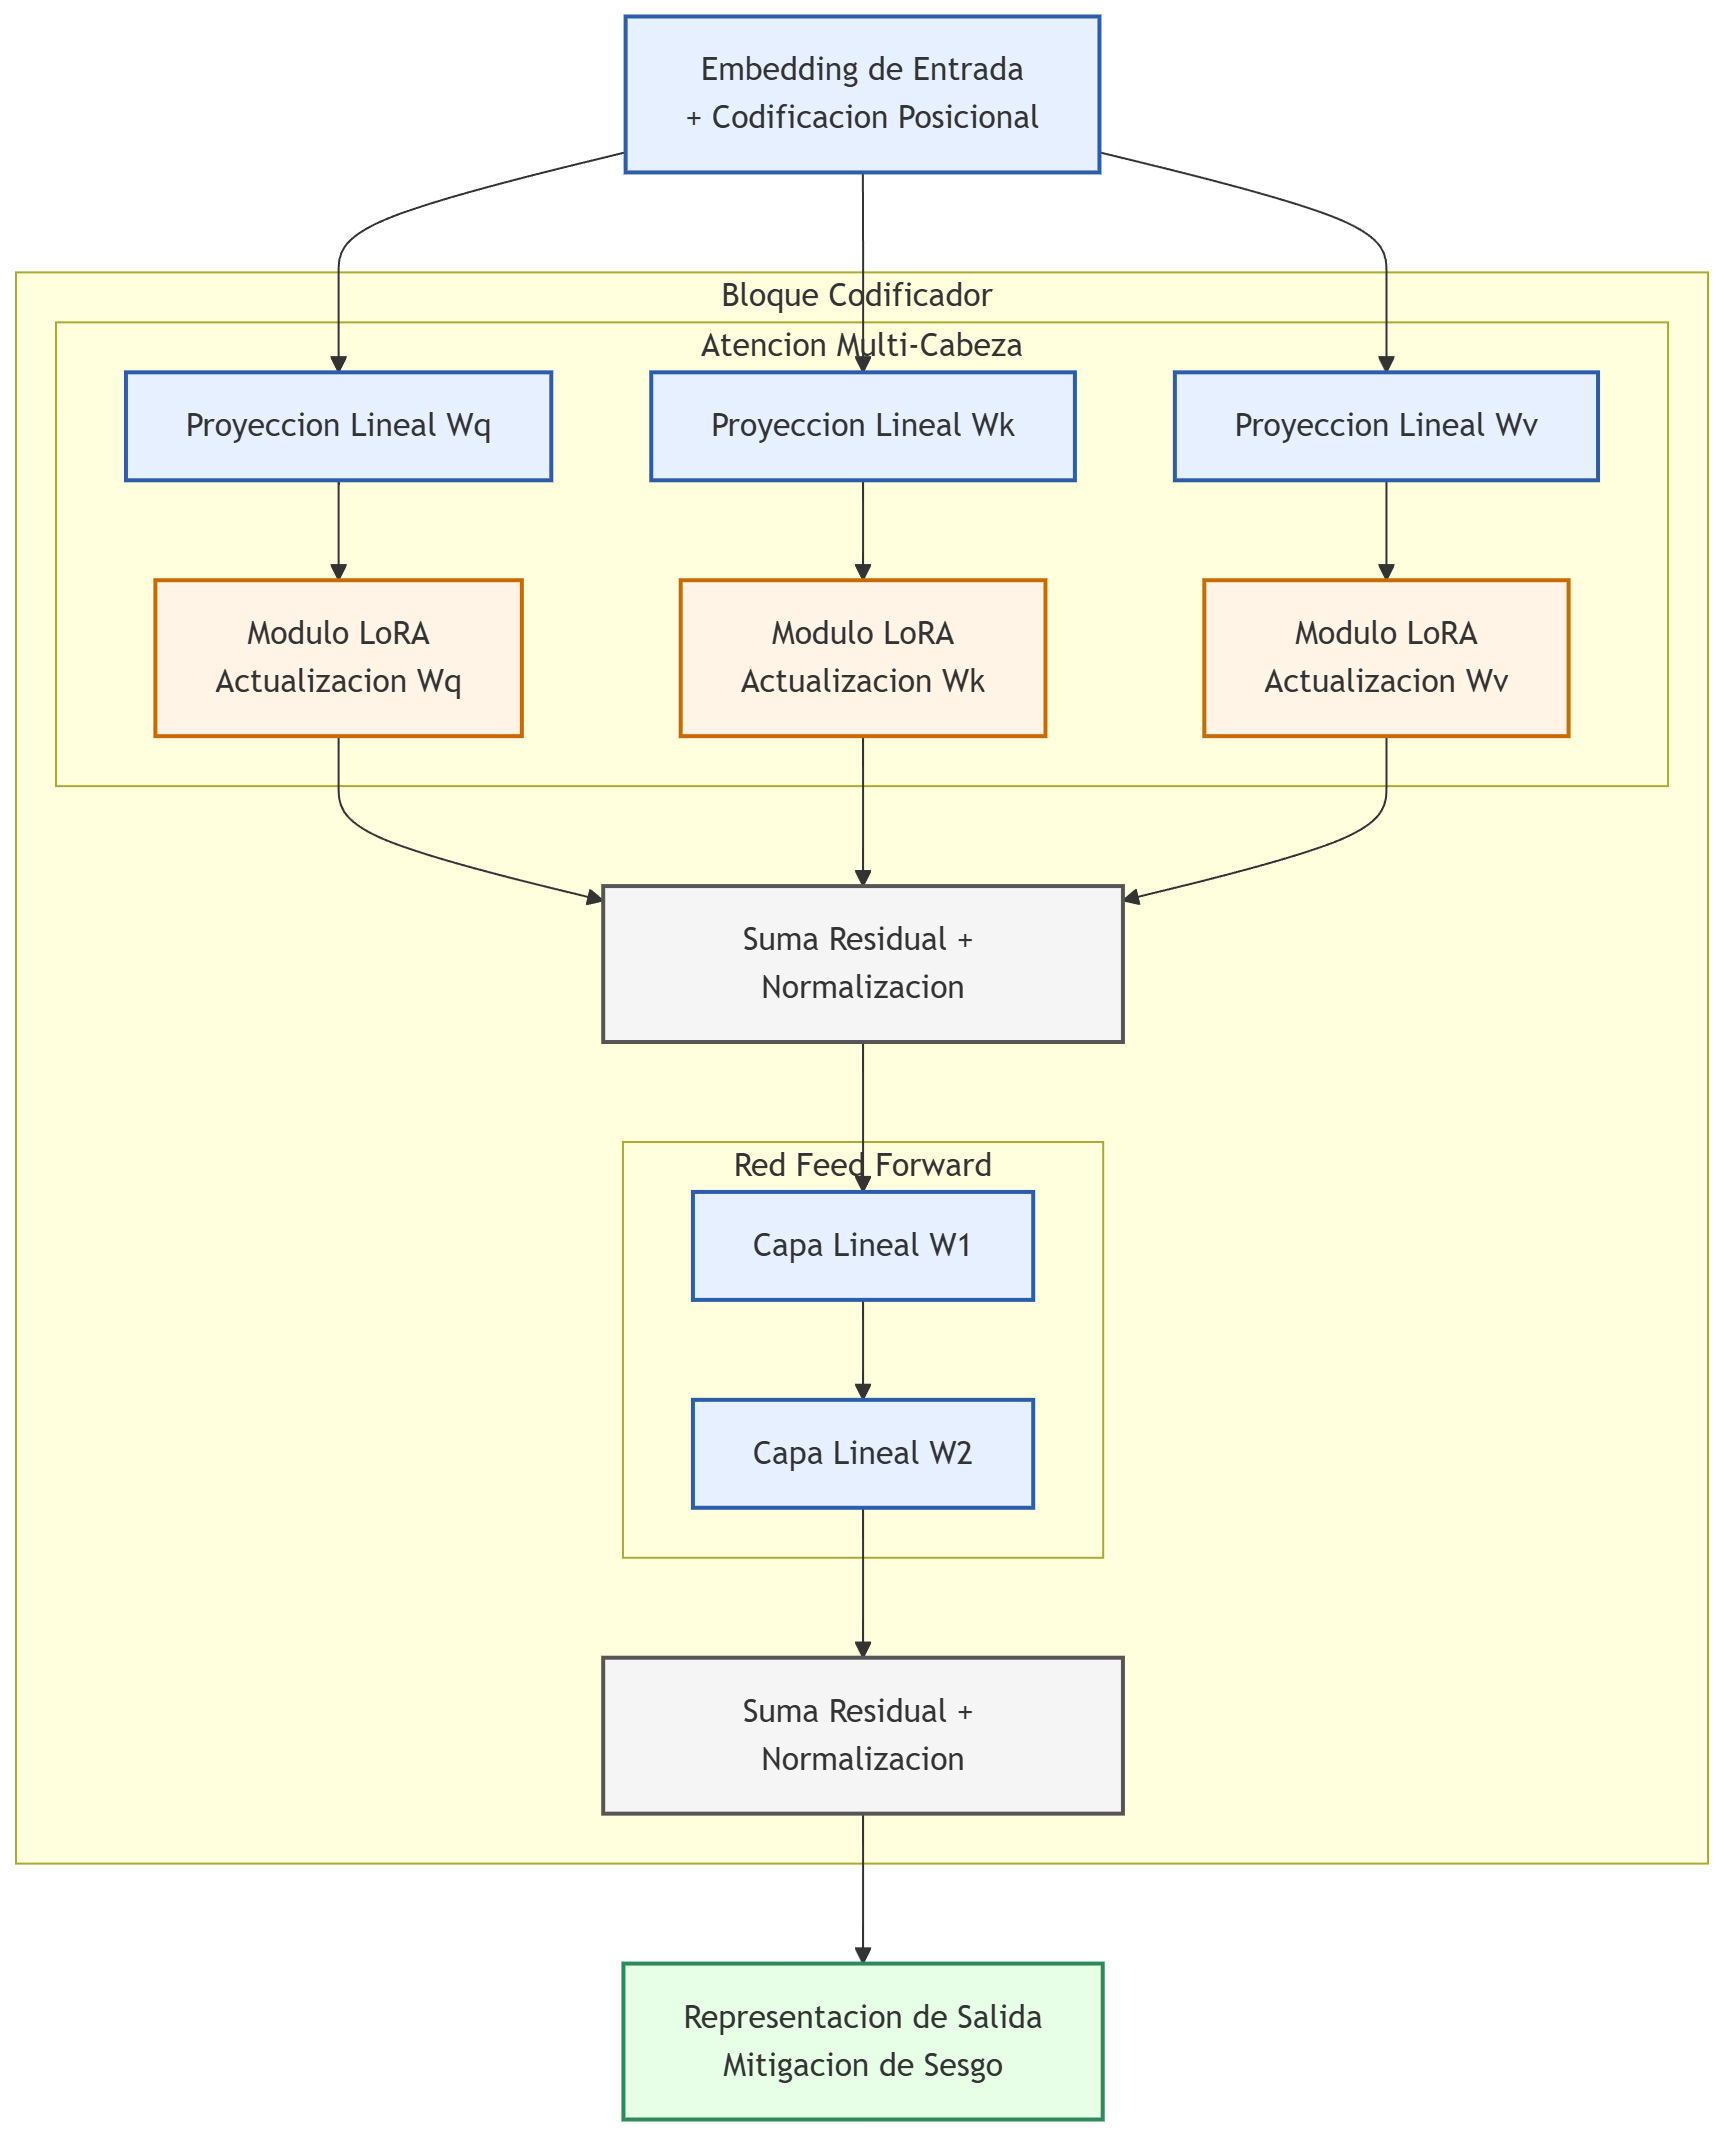 Embedding de Entrada
+ Codificacion Posicional
Bloque Codificador
Atencion Multi-Cabeza
Proyeccion Lineal Wq
Proyeccion Lineal Wk
Proyeccion Lineal Wv
Modulo LoRA
Actualizacion Wq
Modulo LoRA
Actualizacion Wk
Modulo LoRA
Actualizacion Wv
Suma Residual +
Normalizacion
Red Feed Forward
Capa Lineal W1
Capa Lineal W2
Suma Residual +
Normalizacion
Representacion de Salida
Mitigacion de Sesgo